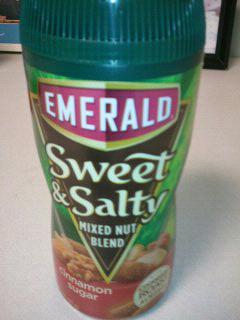 EMERALD
Sweet
& Salty
MIXED NUT
BLEND
cinnamon
sugar